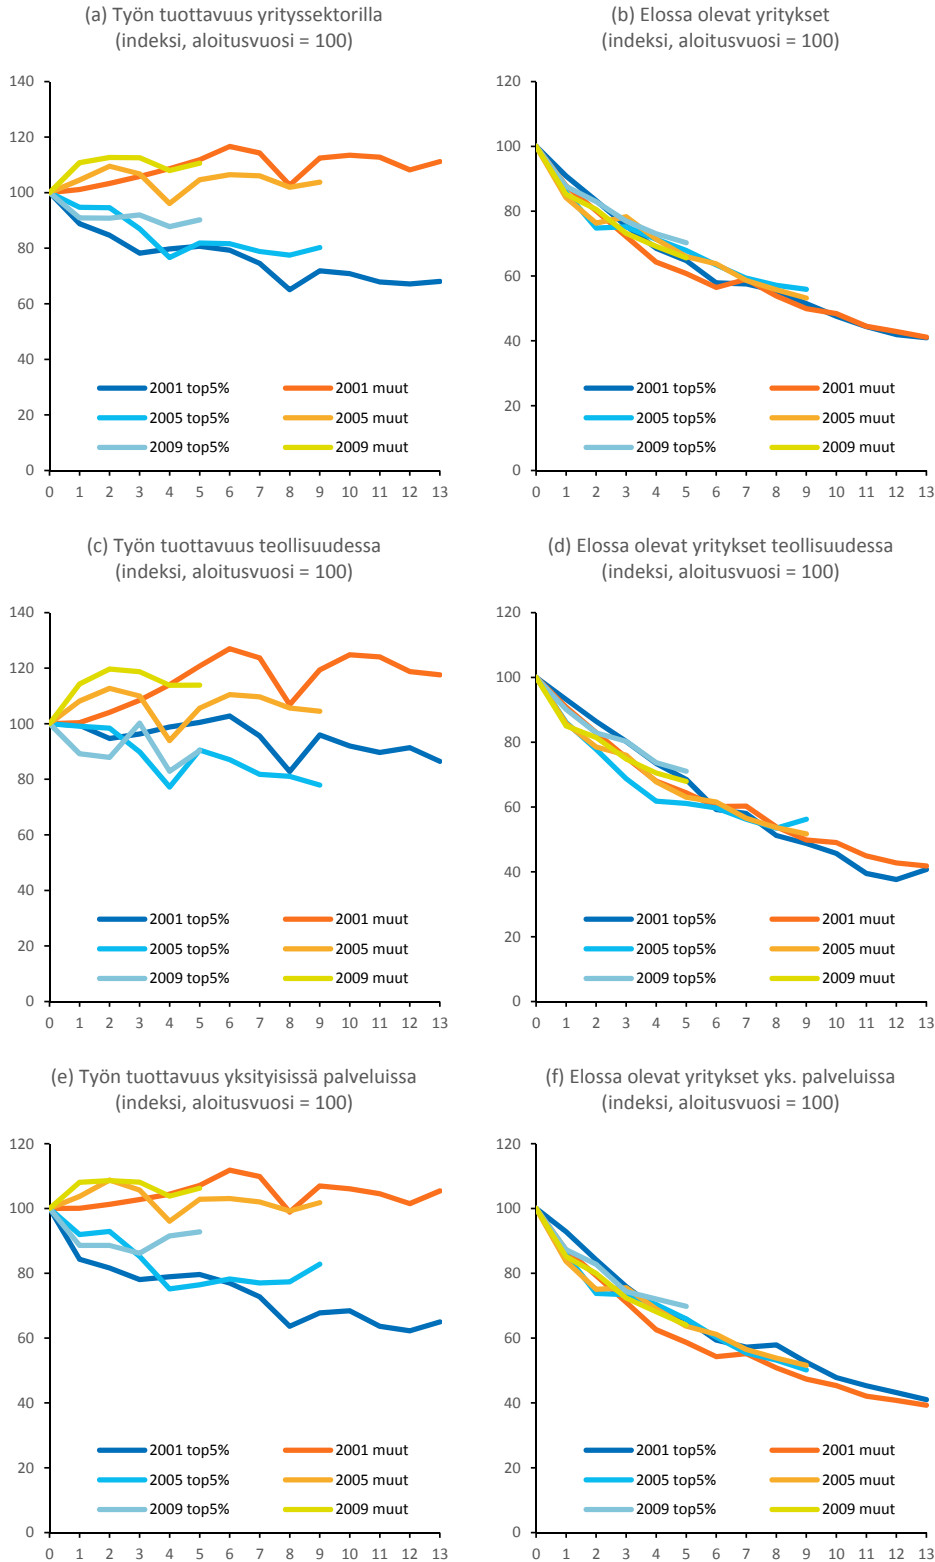 (a) Työn tuottavuus yrityssektorilla
(indeksi, aloitusvuosi = 100)
140
120
100
80
60
40
20
0
2001 top5% 2001 muut
2005 top5% 2005 muut
2009 top5% 2009 muut
0 1 2 3 4 5 6 7 8 9 10 11 12 13
(b) Elossa olevat yritykset
(indeksi, aloitusvuosi = 100)
120
100
80
60
40
20
0
2001 top5% 2001 muut
2005 top5% 2005 muut
2009 top5% 2009 muut
0 1 2 3 4 5 6 7 8 9 10 11 12 13
(c) Työn tuottavuus teollisuudessa
(indeksi, aloitusvuosi = 100)
140
120
100
80
60
40
20
0
2001 top5% 2001 muut
2005 top5% 2005 muut
2009 top5% 2009 muut
0 1 2 3 4 5 6 7 8 9 10 11 12 13
(d) Elossa olevat yritykset teollisuudessa
(indeksi, aloitusvuosi = 100)
120
100
80
60
40
20
0
2001 top5% 2001 muut
2005 top5% 2005 muut
2009 top5% 2009 muut
0 1 2 3 4 5 6 7 8 9 10 11 12 13
(e) Työn tuottavuus yksityisissä palveluissa
(indeksi, aloitusvuosi = 100)
120
100
80
60
40
20
0
2001 top5% 2001 muut
2005 top5% 2005 muut
2009 top5% 2009 muut
0 1 2 3 4 5 6 7 8 9 10 11 12 13
(f) Elossa olevat yritykset yks. palveluissa
(indeksi, aloitusvuosi = 100)
120
100
80
60
40
20
0
2001 top5% 2001 muut
2005 top5% 2005 muut
2009 top5% 2009 muut
0 1 2 3 4 5 6 7 8 9 10 11 12 13